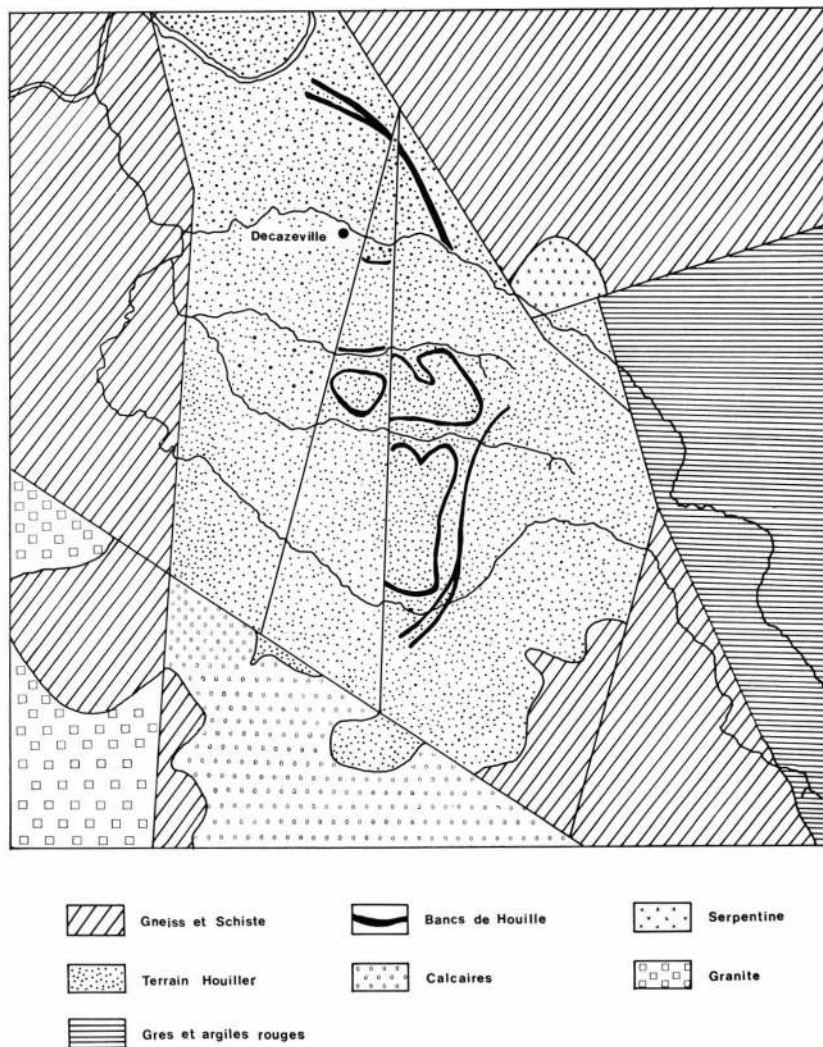 Decazeville
Gneiss et Schiste
Bancs de Houille
Serpentine
Terrain Houiller
Calcaires
Granite
Gres et argiles rouges